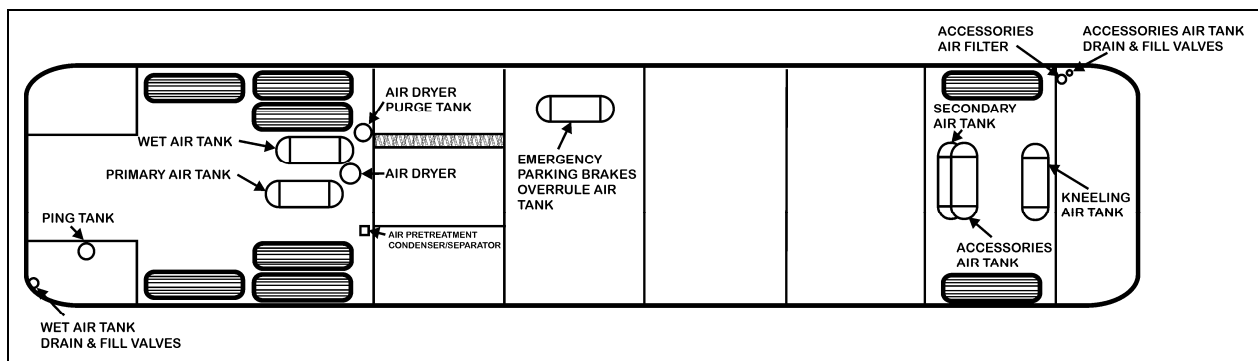 ACCESSORIES
AIR FILTER
ACCESSORIES AIR TANK
DRAIN & FILL VALVES
AIR DRYER
PURGE TANK
WET AIR TANK
PRIMARY AIR TANK
AIR DRYER
PING TANK
AIR PRETREATMENT
CONDENSER/SEPARATOR
EMERGENCY
PARKING BRAKES
OVERRULE AIR
TANK
SECONDARY
AIR TANK
KNEELING
AIR TANK
ACCESSORIES
AIR TANK
WET AIR TANK
DRAIN & FILL VALVES